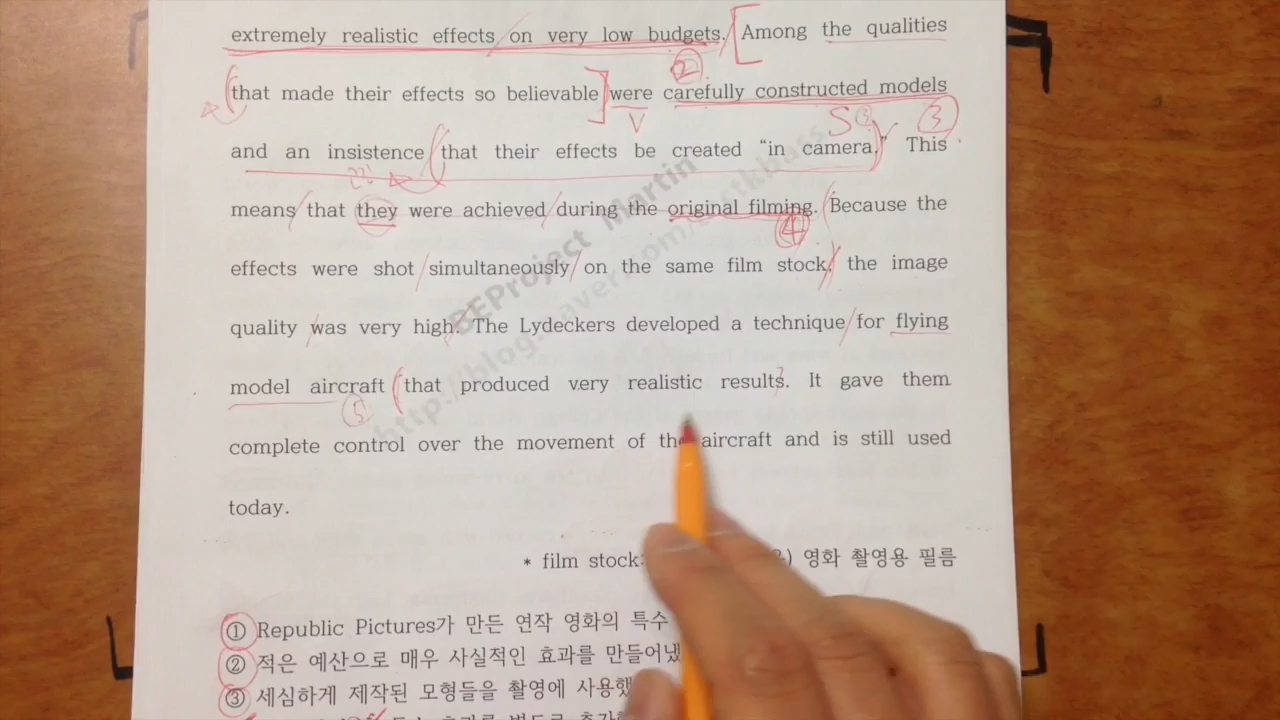 extremely realistic effects on very low budgets. Among the qualities
②
that made their effects so believable were carefully constructed models
V
S ③ ③
and an insistence that their effects be created “in camera.” This
means that they were achieved during the original filming. Because the
④
effects were shot simultaneously on the same film stock, the image
quality was very high. The Lydeckers developed a technique for flying
model aircraft that produced very realistic results. It gave them
⑤
complete control over the movement of the aircraft and is still used
today.
* film stock: 영화 촬영용 필름
① Republic Pictures가 만든 연작 영화의 특수
② 적은 예산으로 매우 사실적인 효과를 만들어냈
③ 세심하게 제작된 모형들을 촬영에 사용했
BEProject Martin